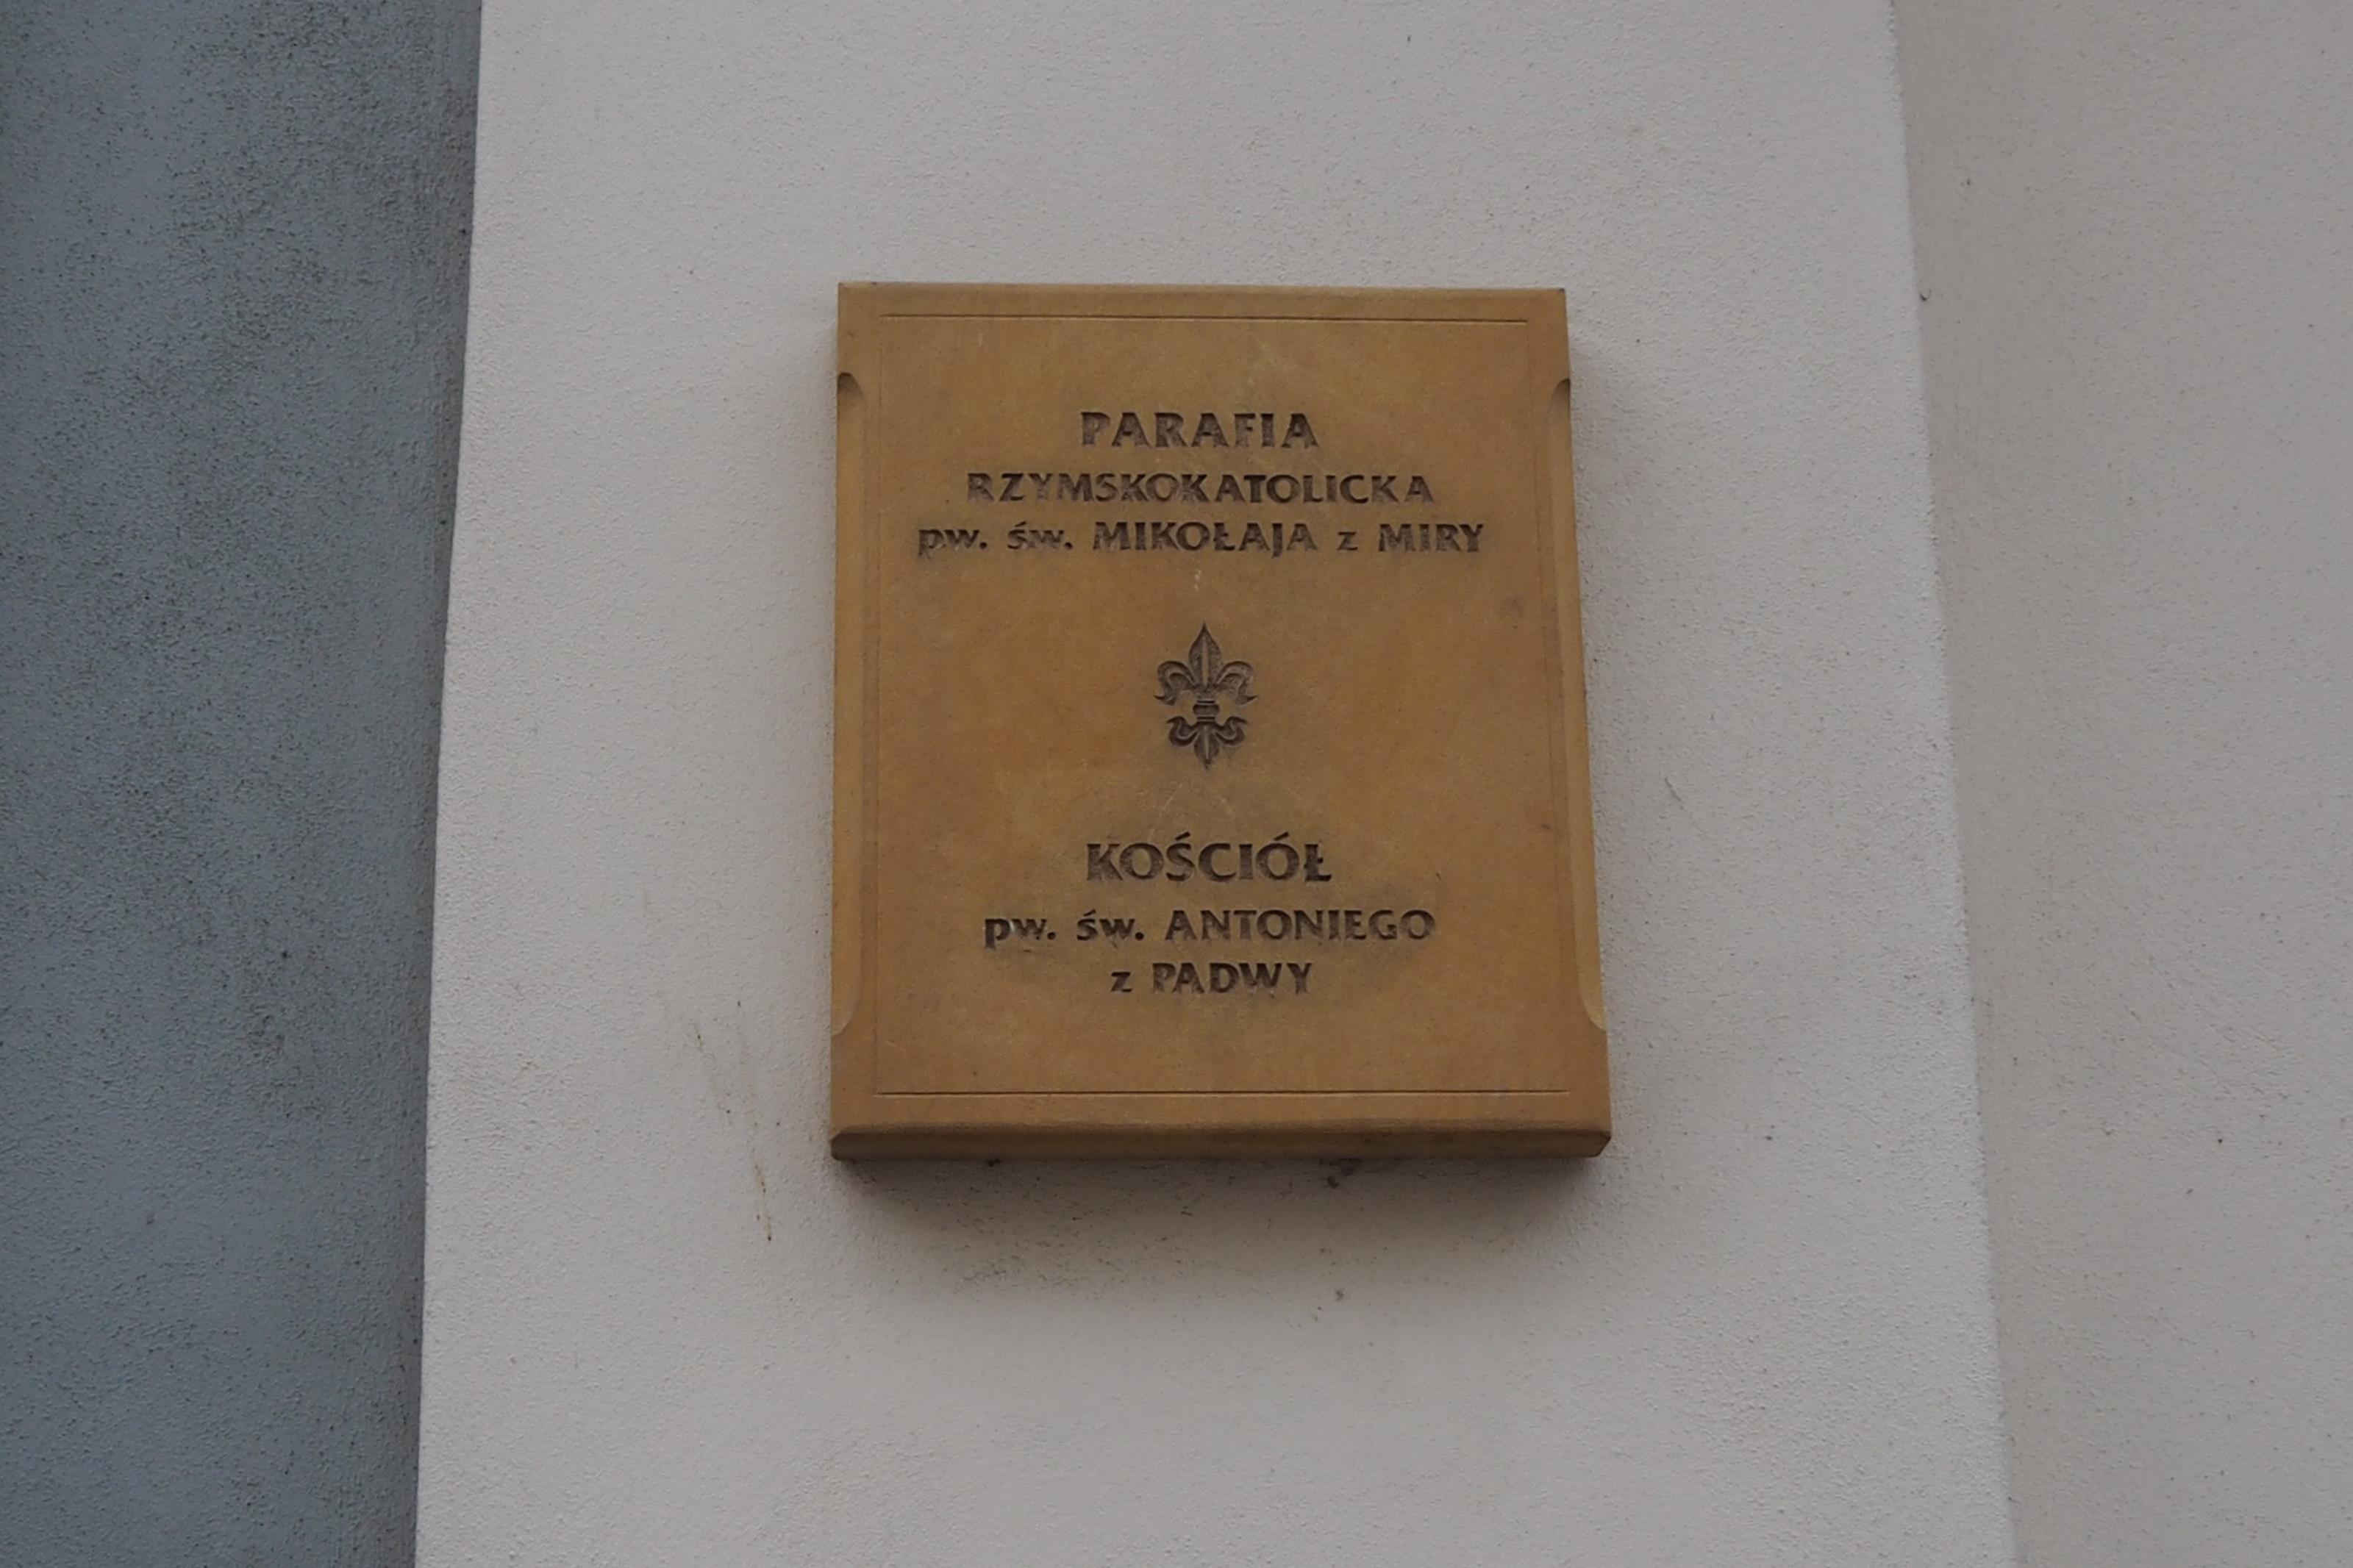 PARAFIA
RZYMSKOKATOLICKA
pw. św. MIKOŁAJA z MIRY
KOŚCIÓŁ
pw. św. ANTONIEGO
z PADWY